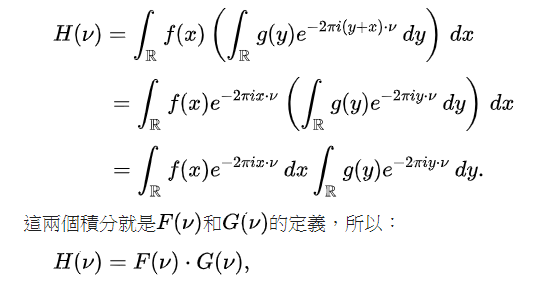 H(ν) = ∫_ℝ f(x) (∫_ℝ g(y)e^{−2πi(y+x)·ν} dy) dx
= ∫_ℝ f(x)e^{−2πix·ν} (∫_ℝ g(y)e^{−2πiy·ν} dy) dx
= ∫_ℝ f(x)e^{−2πix·ν} dx ∫_ℝ g(y)e^{−2πiy·ν} dy.
這兩個積分就是F(ν)和G(ν)的定義，所以：
H(ν) = F(ν) · G(ν),